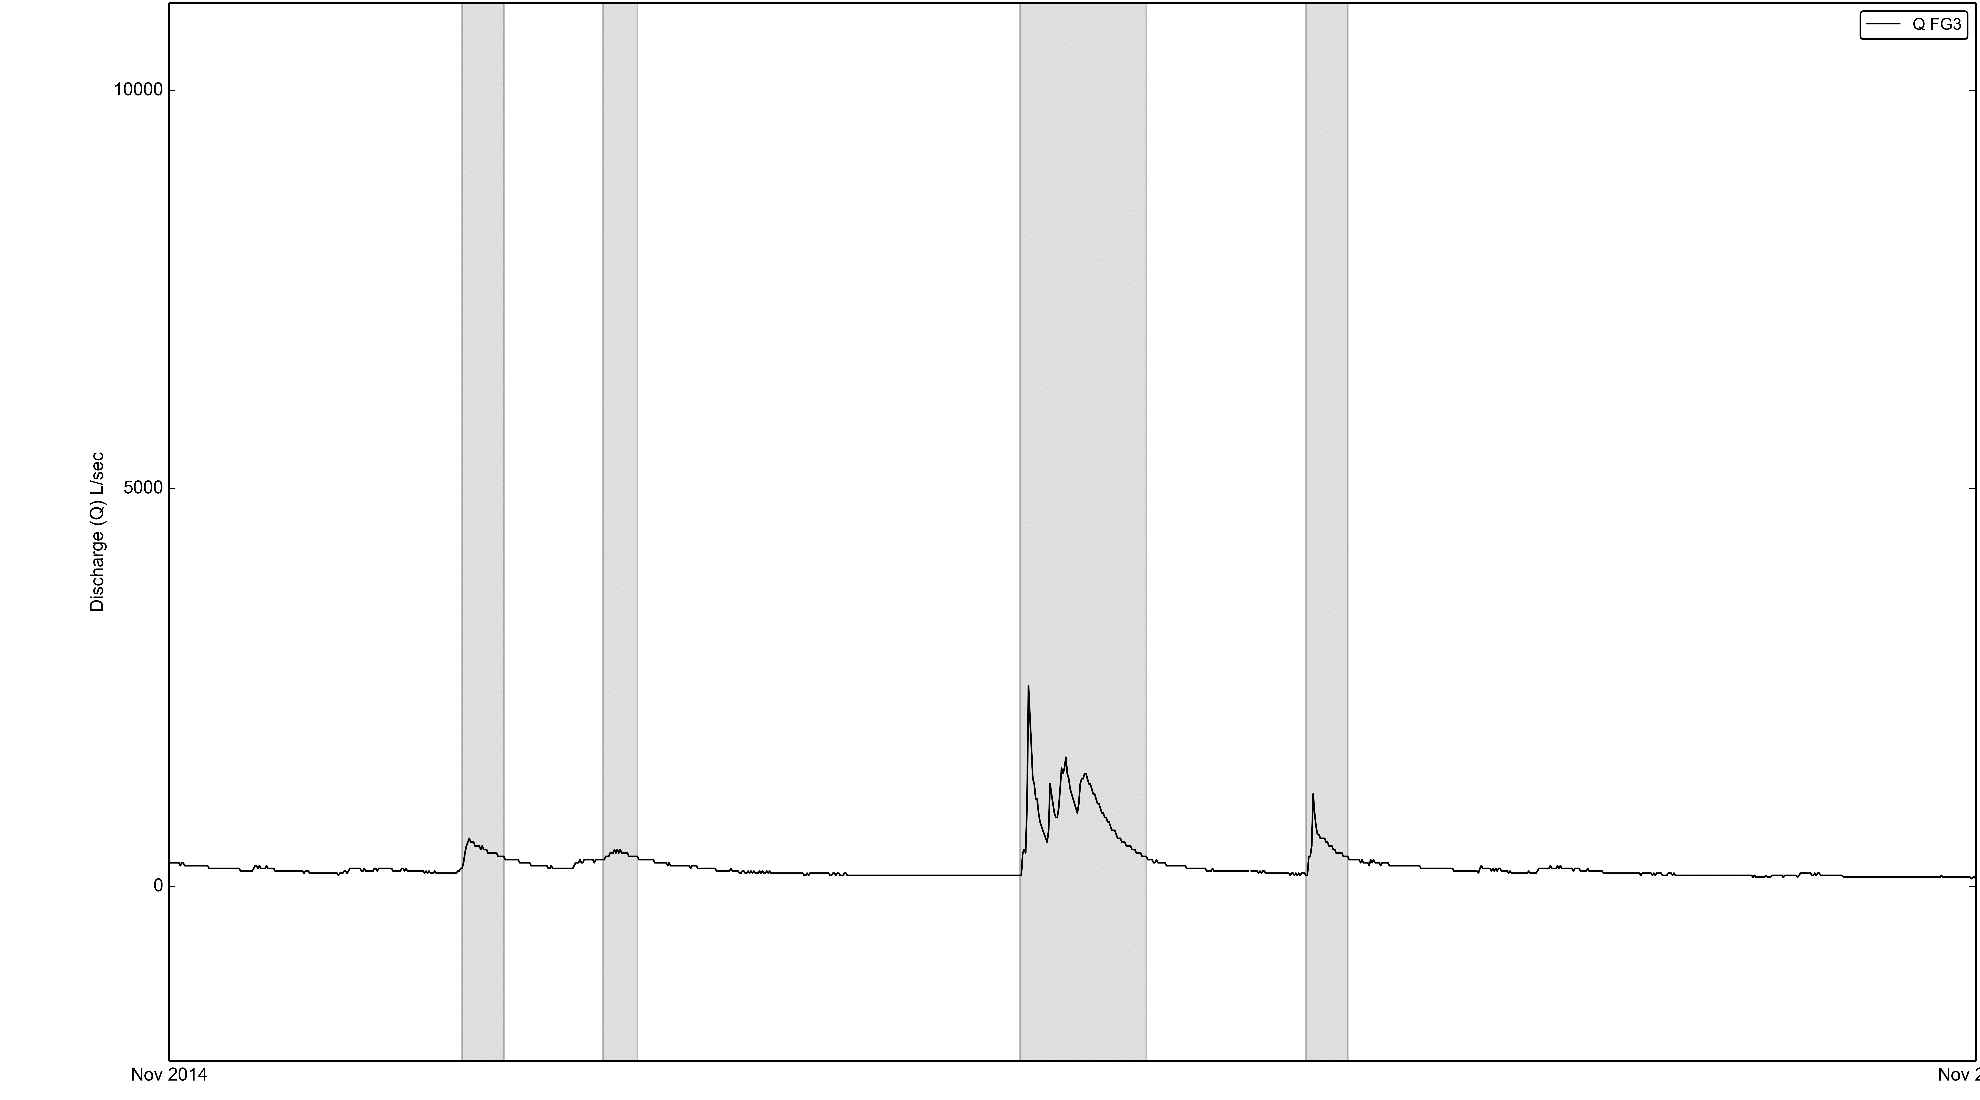 Q FG3
10000
5000
0
Discharge (Q) L/sec
Nov 2014
Nov 2